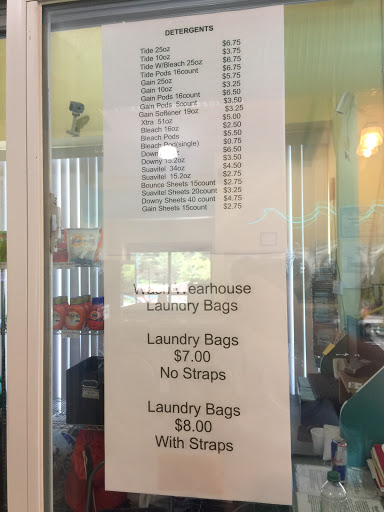 DETERGENTS
Tide 25oz $6.75
Tide 10oz $3.75
Tide W/Bleach 25oz $6.75
Tide Pods 16count $6.75
Gain 25oz $5.75
Gain 10oz $3.25
Gain Pods 16count $6.50
Gain Pods 5count $3.50
Gain Softener 19oz $3.25
Xtra 51oz $5.00
Bleach 16oz $2.50
Bleach Pods $5.50
Bleach Pod(single) $0.75
Downy $6.50
Downy 13.2oz $3.50
Suavitel 34oz $4.50
Suavitel 15.2oz $2.75
Bounce Sheets 15count $2.75
Suavitel Sheets 20count $3.25
Downy Sheets 40 count $4.75
Gain Sheets 15count $2.75
Wash Wearhouse
Laundry Bags
Laundry Bags
$7.00
No Straps
Laundry Bags
$8.00
With Straps